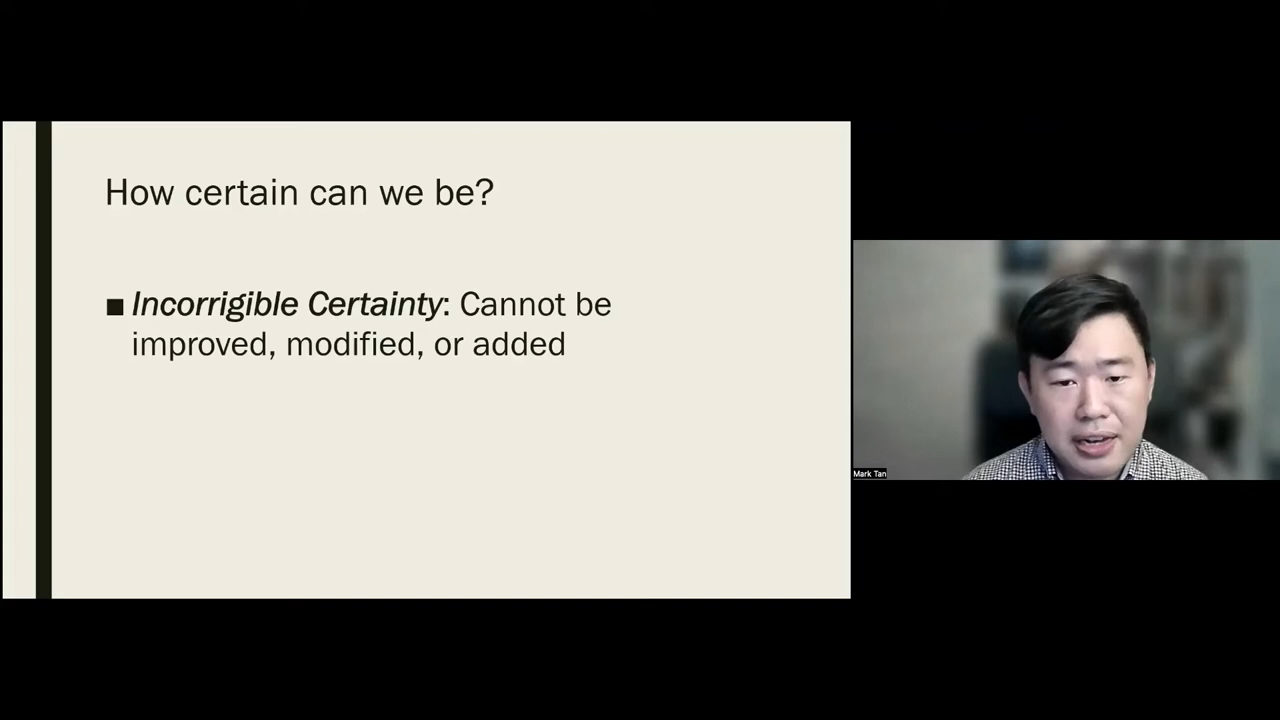 How certain can we be?
■ Incorrigible Certainty: Cannot be
improved, modified, or added
Mark Tan